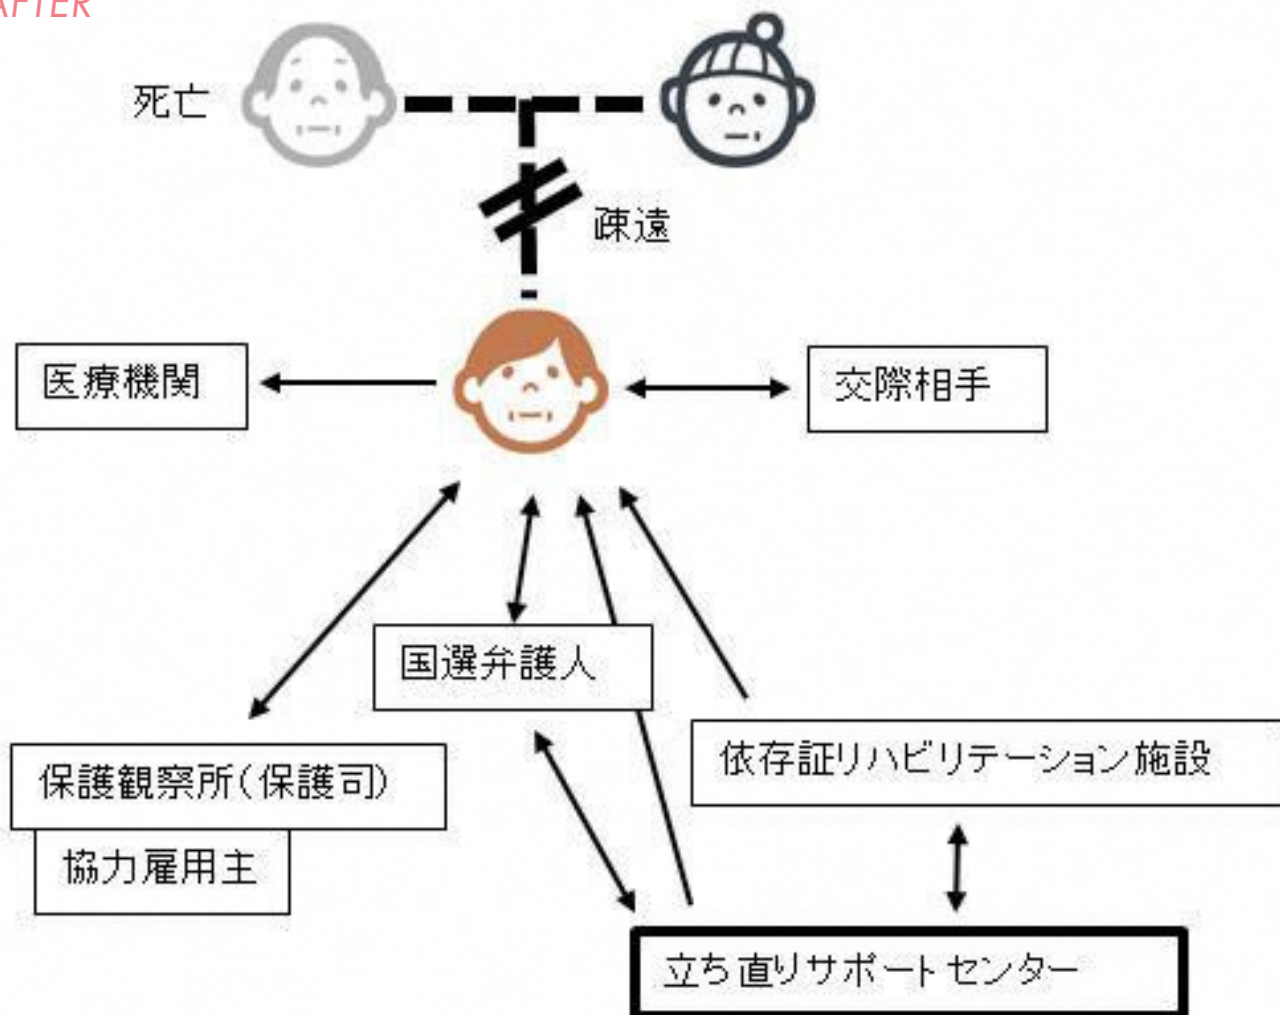 AFTER
死亡
疎遠
医療機関
交際相手
国選弁護人
依存証リハビリテーション施設
保護観察所(保護司)
協力雇用主
立ち直りサポートセンター